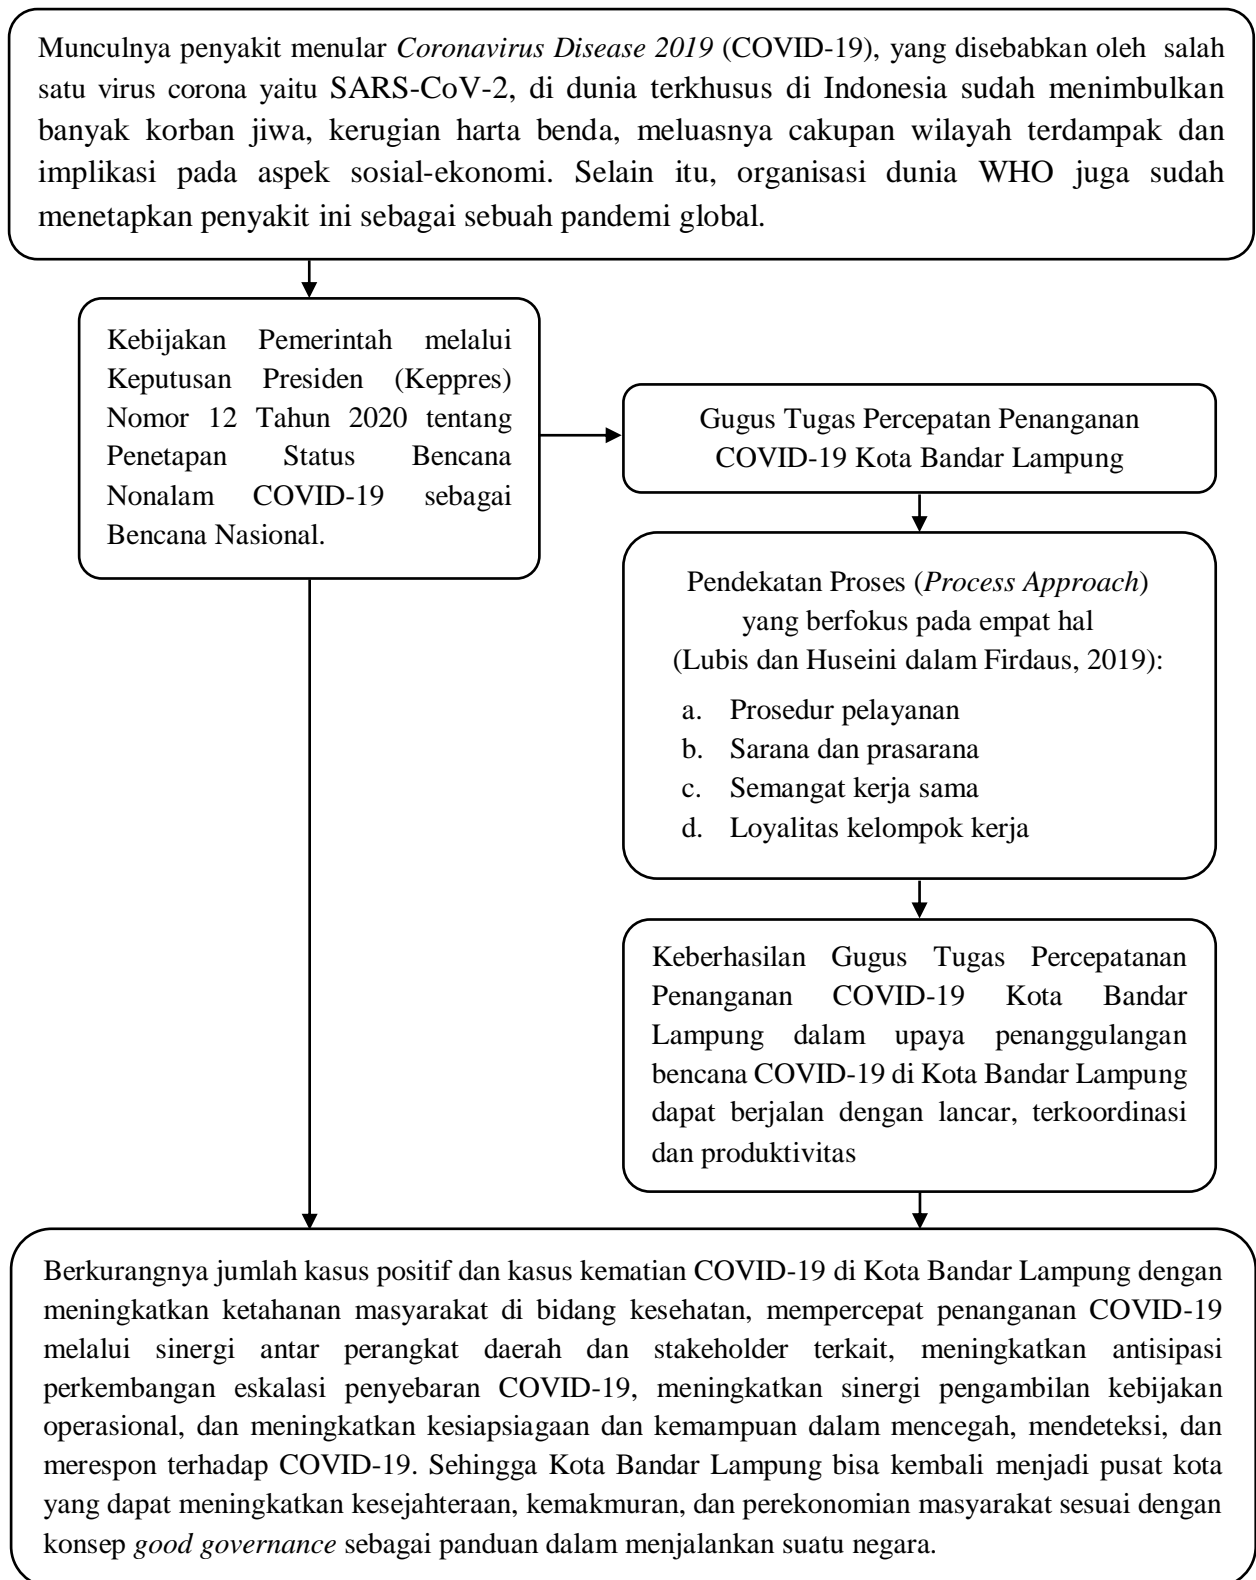 Munculnya penyakit menular Coronavirus Disease 2019 (COVID-19), yang disebabkan oleh salah
satu virus corona yaitu SARS-CoV-2, di dunia terkhusus di Indonesia sudah menimbulkan
banyak korban jiwa, kerugian harta benda, meluasnya cakupan wilayah terdampak dan
implikasi pada aspek sosial-ekonomi. Selain itu, organisasi dunia WHO juga sudah
menetapkan penyakit ini sebagai sebuah pandemi global.
Kebijakan Pemerintah melalui
Keputusan Presiden (Keppres)
Nomor 12 Tahun 2020 tentang
Penetapan Status Bencana
Nonalam COVID-19 sebagai
Bencana Nasional.
Gugus Tugas Percepatan Penanganan
COVID-19 Kota Bandar Lampung
Pendekatan Proses (Process Approach)
yang berfokus pada empat hal
(Lubis dan Huseini dalam Firdaus, 2019):
a. Prosedur pelayanan
b. Sarana dan prasarana
c. Semangat kerja sama
d. Loyalitas kelompok kerja
Keberhasilan Gugus Tugas Percepatanan
Penanganan COVID-19 Kota Bandar
Lampung dalam upaya penanggulangan
bencana COVID-19 di Kota Bandar Lampung
dapat berjalan dengan lancar, terkoordinasi
dan produktivitas
Berkurangnya jumlah kasus positif dan kasus kematian COVID-19 di Kota Bandar Lampung dengan
meningkatkan ketahanan masyarakat di bidang kesehatan, mempercepat penanganan COVID-19
melalui sinergi antar perangkat daerah dan stakeholder terkait, meningkatkan antisipasi
perkembangan eskalasi penyebaran COVID-19, meningkatkan sinergi pengambilan kebijakan
operasional, dan meningkatkan kesiapsiagaan dan kemampuan dalam mencegah, mendeteksi, dan
merespon terhadap COVID-19. Sehingga Kota Bandar Lampung bisa kembali menjadi pusat kota
yang dapat meningkatkan kesejahteraan, kemakmuran, dan perekonomian masyarakat sesuai dengan
konsep good governance sebagai panduan dalam menjalankan suatu negara.